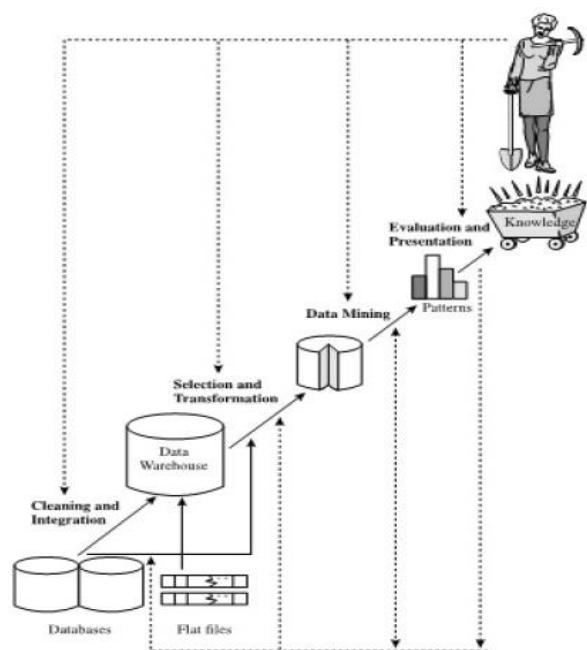 Knowledge
Evaluation and
Presentation
Patterns
Data Mining
Selection and
Transformation
Data
Warehouse
Cleaning and
Integration
Databases
Flat files